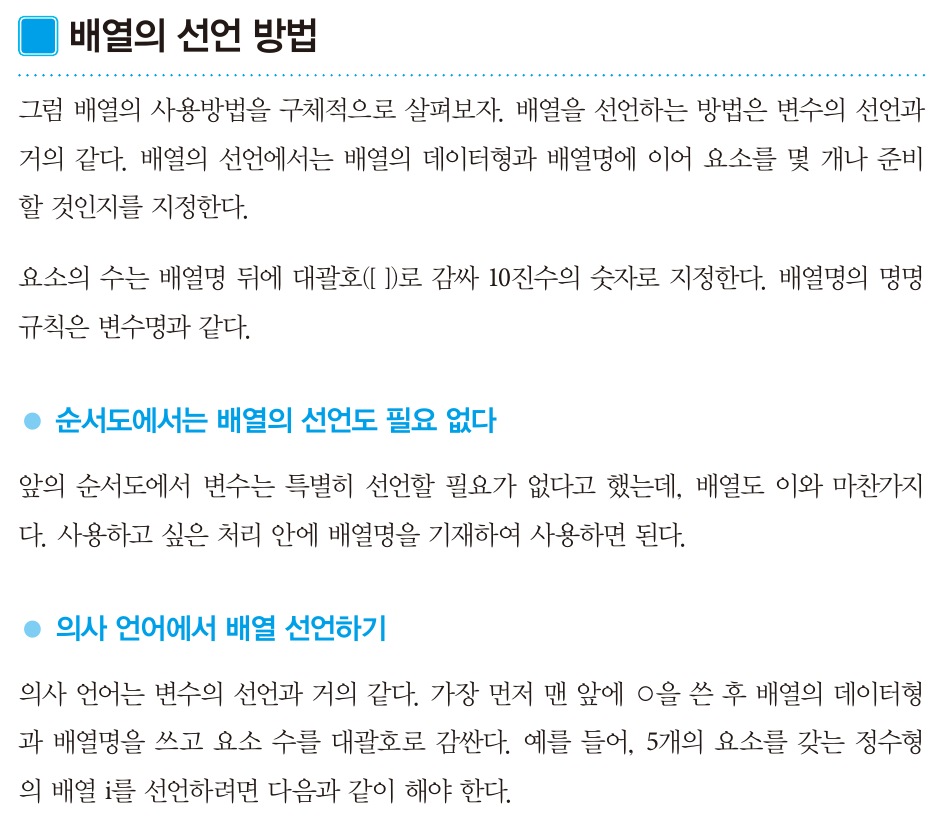 배열의 선언 방법
그럼 배열의 사용방법을 구체적으로 살펴보자. 배열을 선언하는 방법은 변수의 선언과
거의 같다. 배열의 선언에서는 배열의 데이터형과 배열명에 이어 요소를 몇 개나 준비
할 것인지를 지정한다.
요소의 수는 배열명 뒤에 대괄호([ ])로 감싸 10진수의 숫자로 지정한다. 배열명의 명명
규칙은 변수명과 같다.
● 순서도에서는 배열의 선언도 필요 없다
앞의 순서도에서 변수는 특별히 선언할 필요가 없다고 했는데, 배열도 이와 마찬가지
다. 사용하고 싶은 처리 안에 배열명을 기재하여 사용하면 된다.
● 의사 언어에서 배열 선언하기
의사 언어는 변수의 선언과 거의 같다. 가장 먼저 맨 앞에 ○을 쓴 후 배열의 데이터형
과 배열명을 쓰고 요소 수를 대괄호로 감싼다. 예를 들어, 5개의 요소를 갖는 정수형
의 배열 i를 선언하려면 다음과 같이 해야 한다.